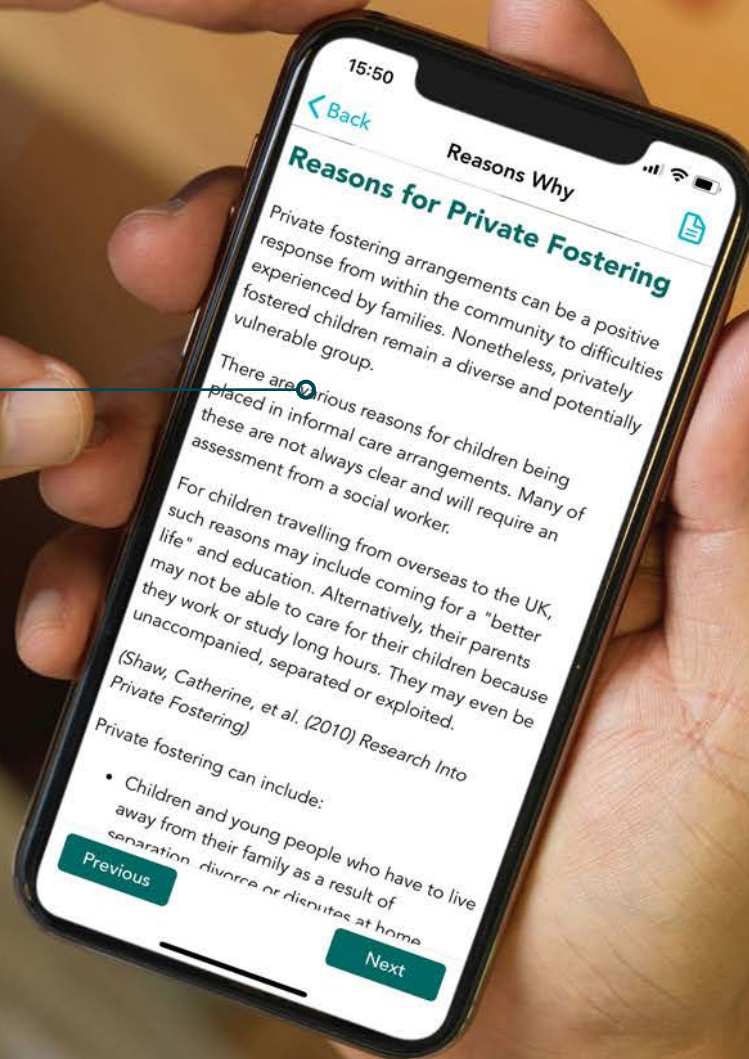 15:50
Back
Reasons Why
Reasons for Private Fostering
Private fostering arrangements can be a positive
response from within the community to difficulties
experienced by families. Nonetheless, privately
fostered children remain a diverse and potentially
vulnerable group.
There are various reasons for children being
placed in informal care arrangements. Many of
these are not always clear and will require an
assessment from a social worker.
For children travelling from overseas to the UK,
such reasons may include coming for a "better
life" and education. Alternatively, their parents
may not be able to care for their children because
they work or study long hours. They may even be
unaccompanied, separated or exploited.
(Shaw, Catherine, et al. (2010) Research Into
Private Fostering)
Private fostering can include:
• Children and young people who have to live
away from their family as a result of
separation, divorce or disputes at home
Previous
Next